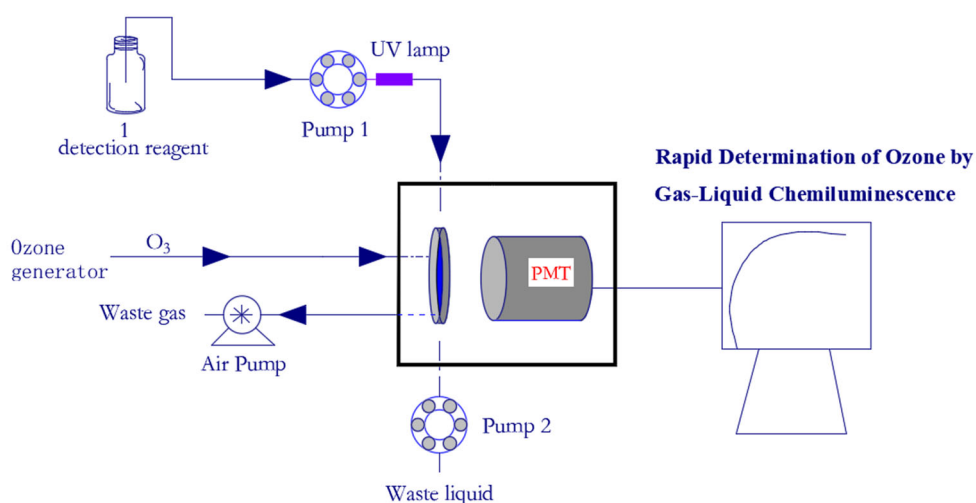 UV lamp
1
detection reagent
Pump 1
Rapid Determination of Ozone by
Gas-Liquid Chemiluminescence
Ozone
generator
O3
PMT
Waste gas
Air Pump
Pump 2
Waste liquid